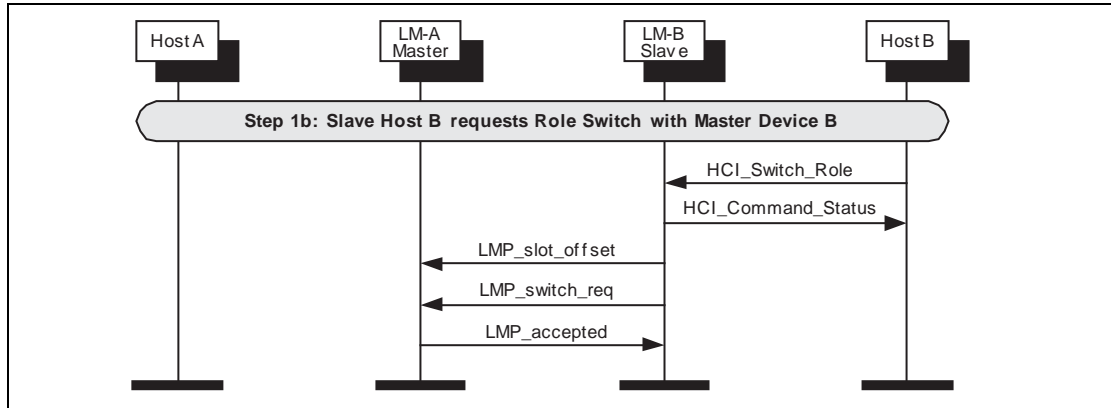 Host A
LM-A
Master
LM-B
Slave
Host B
Step 1b: Slave Host B requests Role Switch with Master Device B
HCI_Switch_Role
HCI_Command_Status
LMP_slot_offset
LMP_switch_req
LMP_accepted